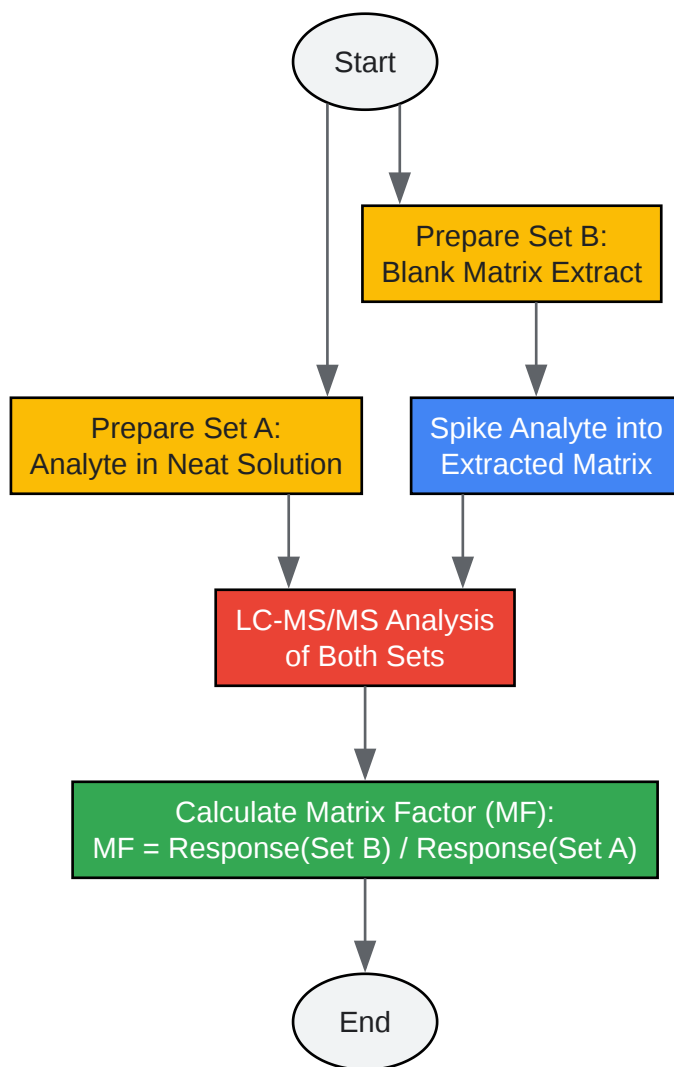 Start
Prepare Set B:
Blank Matrix Extract
Prepare Set A:
Analyte in Neat Solution
Spike Analyte into
Extracted Matrix
LC-MS/MS Analysis
of Both Sets
Calculate Matrix Factor (MF):
MF = Response(Set B) / Response(Set A)
End